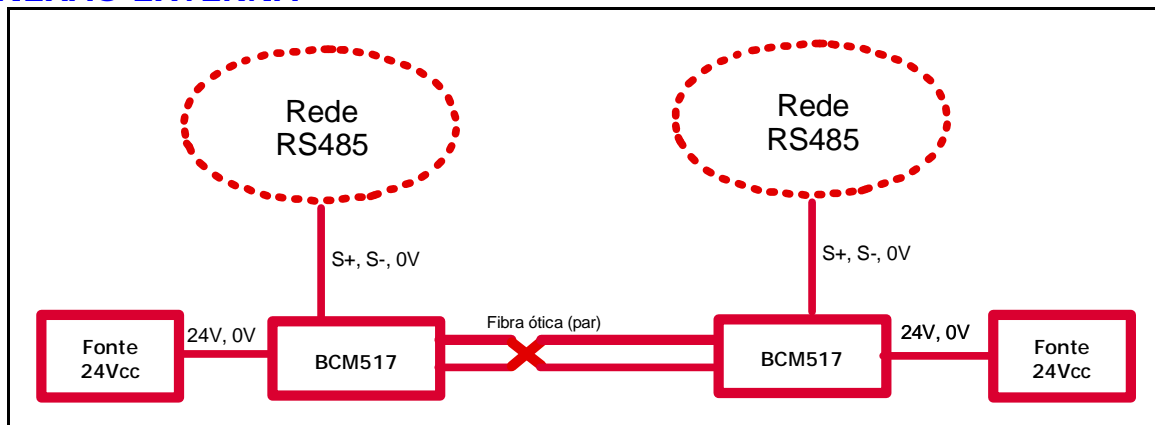 Rede
RS485
Rede
RS485
S+, S-, 0V
S+, S-, 0V
Fonte
24Vcc
24V, 0V
BCM517
Fibra ótica (par)
BCM517
24V, 0V
Fonte
24Vcc